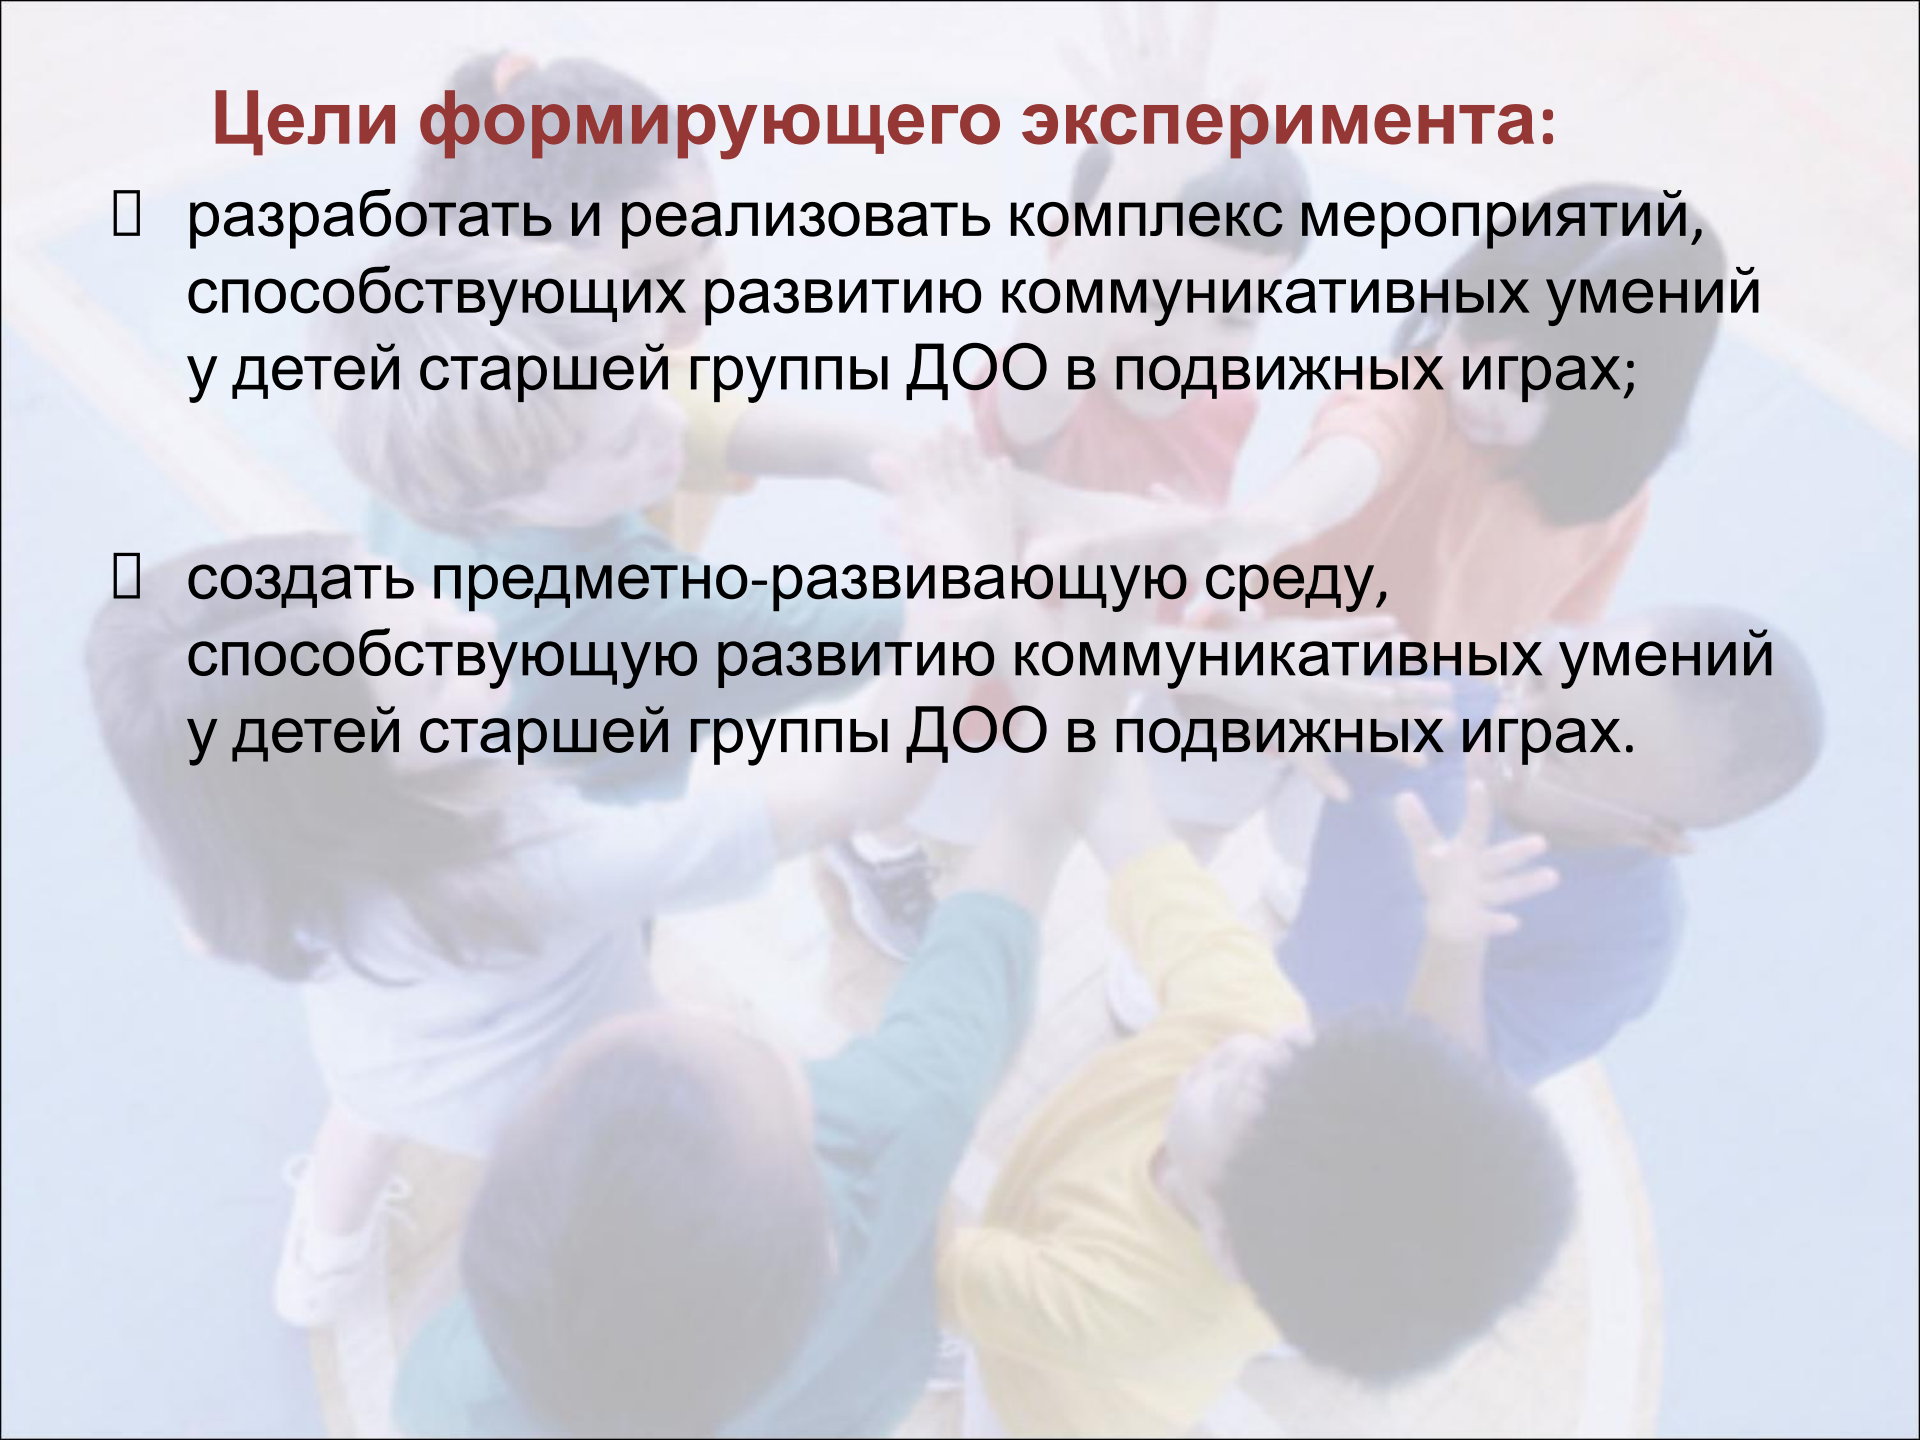 Цели формирующего эксперимента:
разработать и реализовать комплекс мероприятий,
способствующих развитию коммуникативных умений
у детей старшей группы ДОО в подвижных играх;
создать предметно-развивающую среду,
способствующую развитию коммуникативных умений
у детей старшей группы ДОО в подвижных играх.